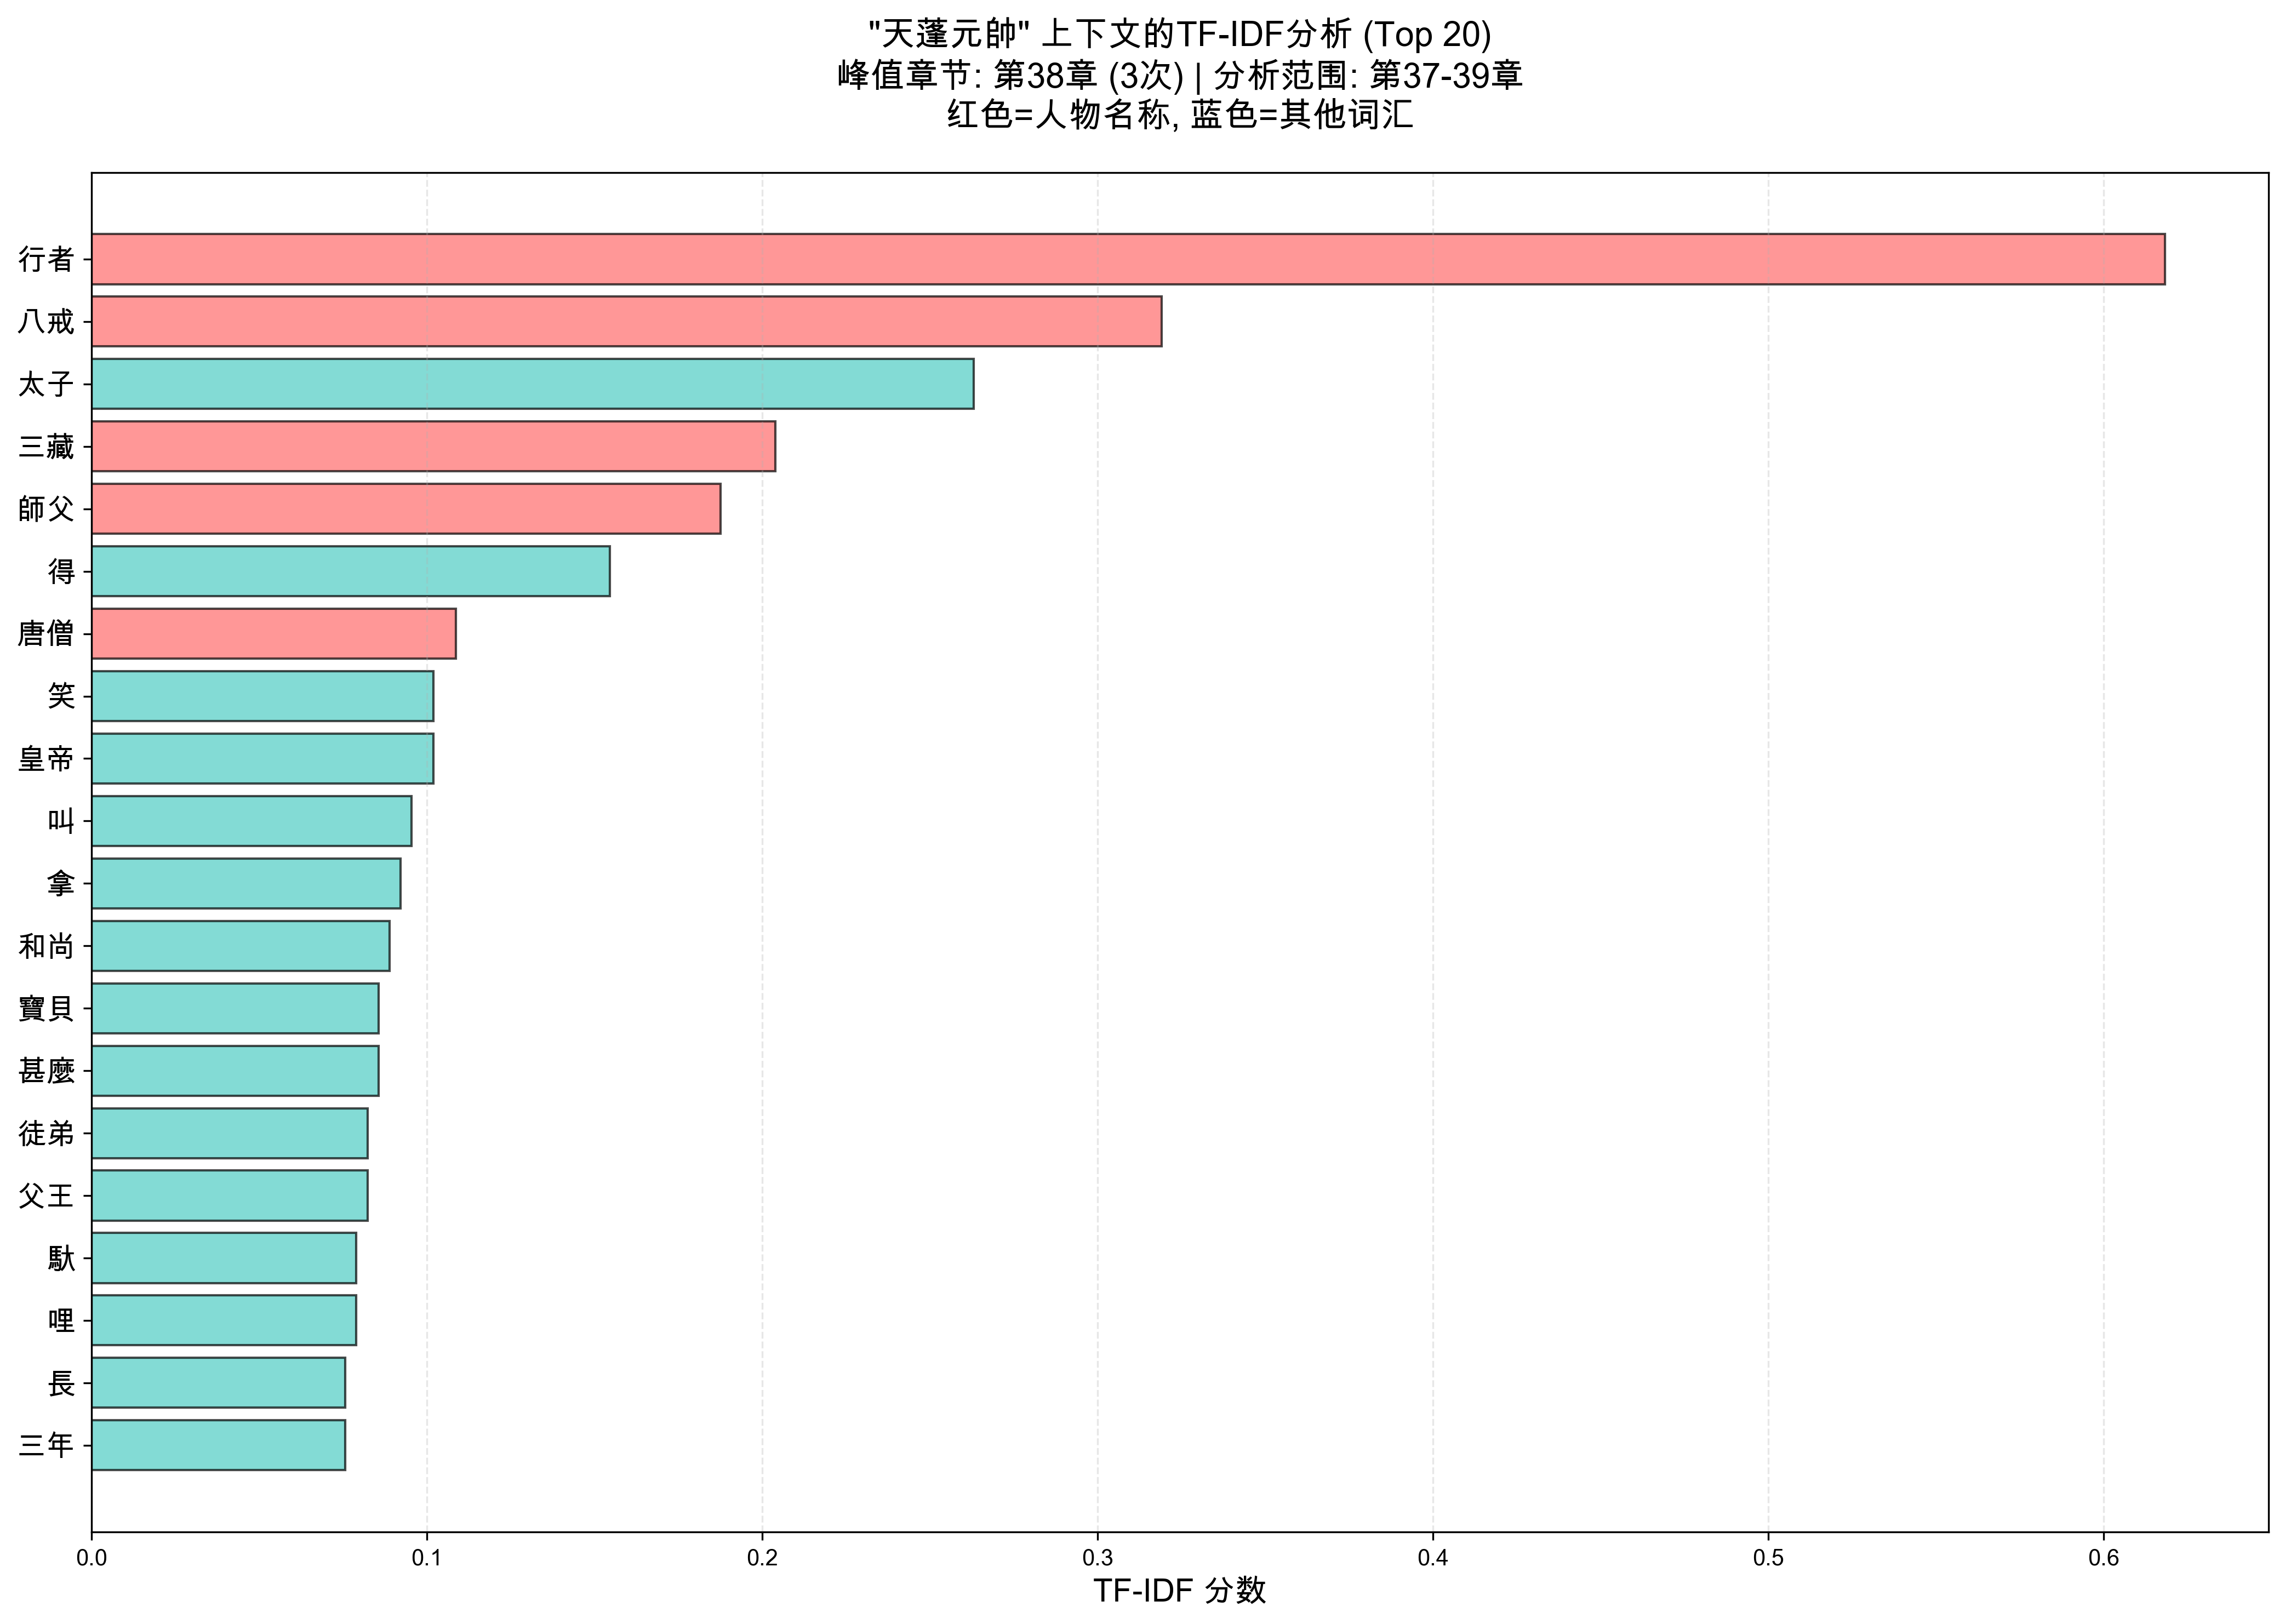 "天蓬元帥" 上下文的TF-IDF分析 (Top 20)
峰值章节: 第38章 (3次) | 分析范围: 第37-39章
红色=人物名称, 蓝色=其他词汇
行者
八戒
太子
三藏
師父
得
唐僧
笑
皇帝
叫
拿
和尚
寶貝
甚麼
徒弟
父王
馱
哩
長
三年
0.0 0.1 0.2 0.3 0.4 0.5 0.6
TF-IDF 分数